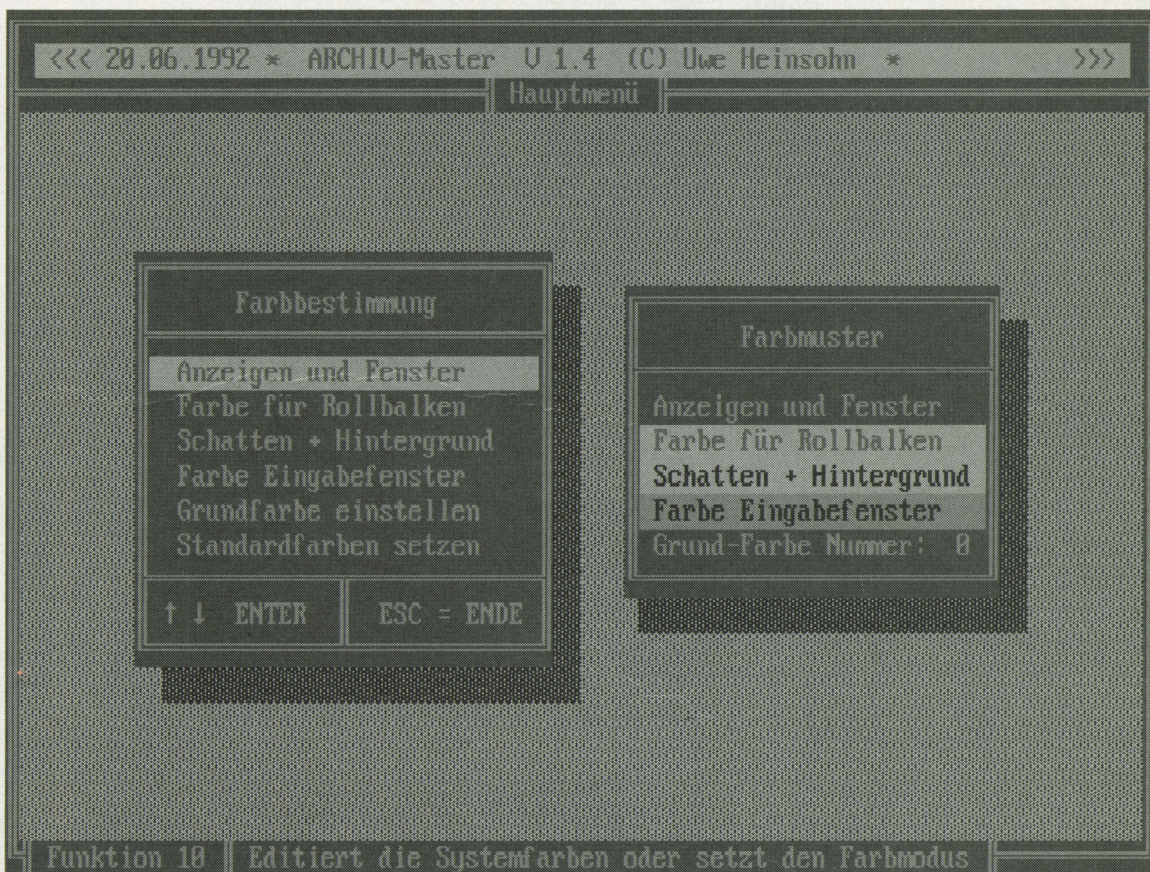 <<< 20.06.1992 * ARCHIV-Master V 1.4 (C) Uwe Heinsohn * >>>
Hauptmenü
Farbbestimmung
Anzeigen und Fenster
Farbe für Rollbalken
Schatten + Hintergrund
Farbe Eingabefenster
Grundfarbe einstellen
Standardfarben setzen
↑ ↓ ENTER ESC = ENDE
Farbmuster
Anzeigen und Fenster
Farbe für Rollbalken
Schatten + Hintergrund
Farbe Eingabefenster
Grund-Farbe Nummer: 0
Funktion 10 Editiert die Systemfarben oder setzt den Farbmodus